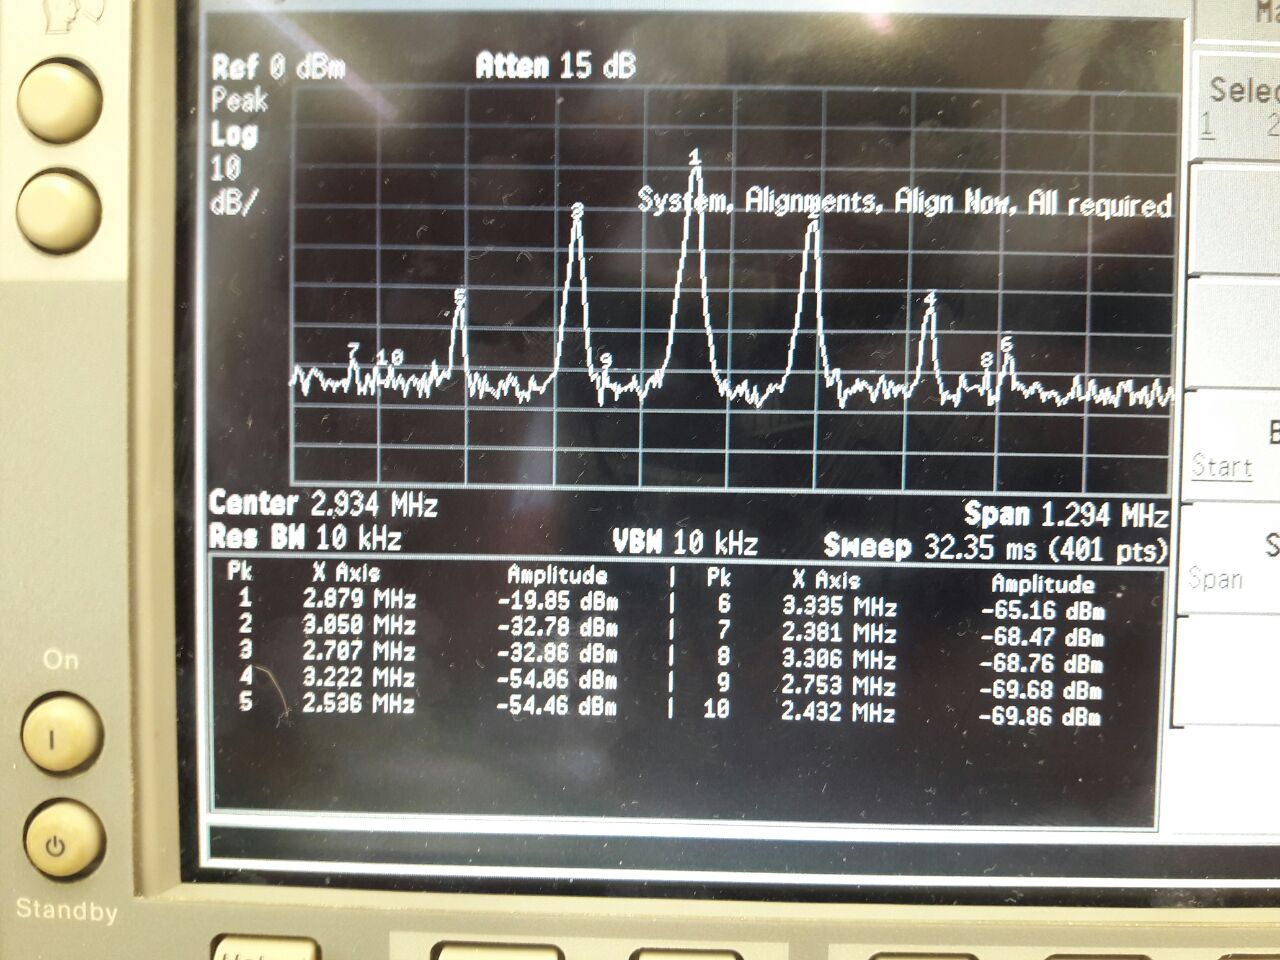 Ref 0 dBm Atten 15 dB
Peak
Log
10
dB/
1
System, Alignments, Align Now, All required
3
5
4
7
10
9
8
6
Center 2.934 MHz Span 1.294 MHz
Res BW 10 kHz VBW 10 kHz Sweep 32.35 ms (401 pts)
Pk X Axis Amplitude | Pk X Axis Amplitude
1 2.879 MHz -19.85 dBm | 6 3.335 MHz -65.16 dBm
2 3.050 MHz -32.78 dBm | 7 2.381 MHz -68.47 dBm
3 2.707 MHz -32.86 dBm | 8 3.306 MHz -68.76 dBm
4 3.222 MHz -54.06 dBm | 9 2.753 MHz -69.68 dBm
5 2.536 MHz -54.46 dBm | 10 2.432 MHz -69.86 dBm
Selec
1 2
Start
Span
On
Standby